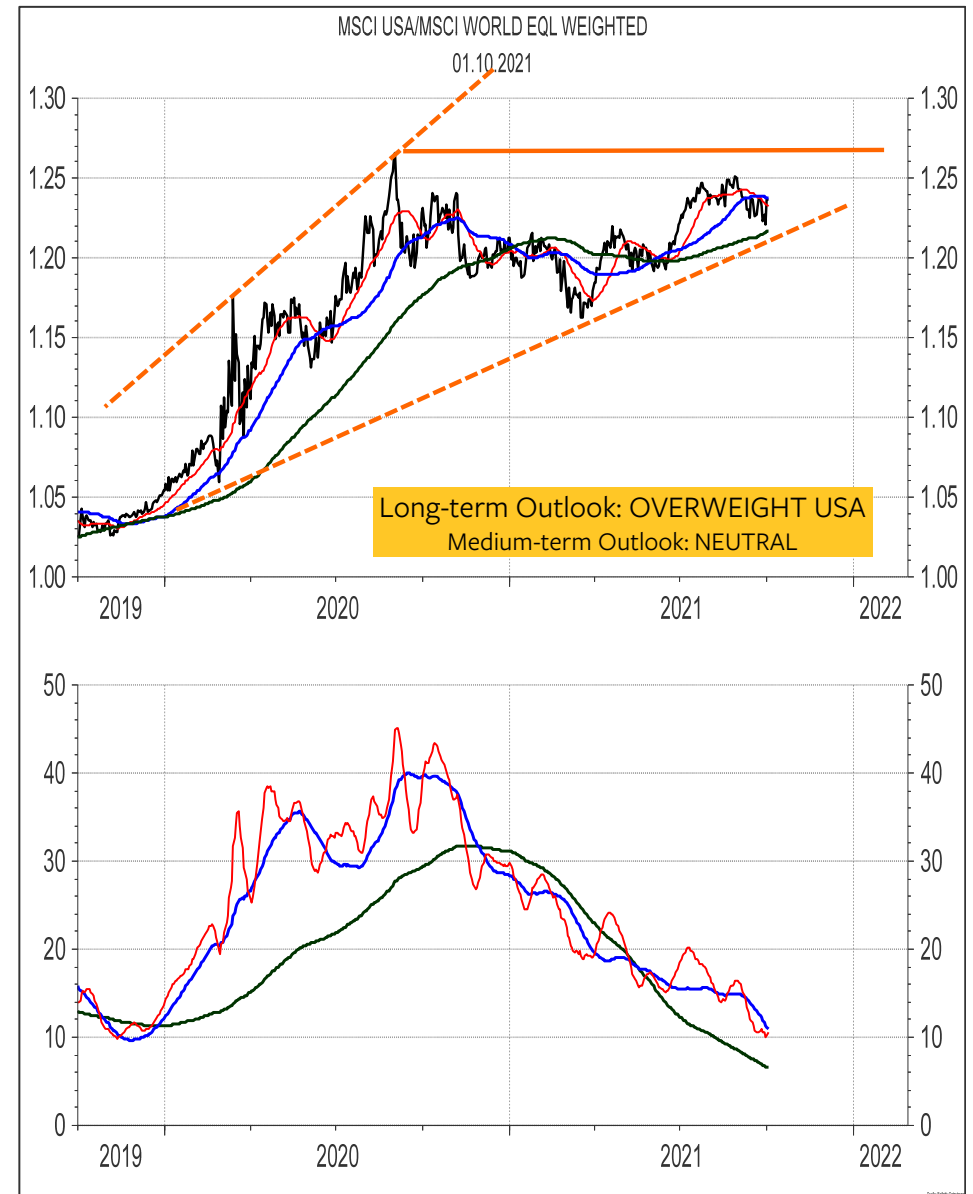 MSCI USA/MSCI WORLD EQL WEIGHTED
01.10.2021
1.30 1.30
1.25 1.25
1.20 1.20
1.15 1.15
1.10 1.10
1.05 1.05
Long-term Outlook: OVERWEIGHT USA
Medium-term Outlook: NEUTRAL
1.00 1.00
2019 2020 2021 2022
50 50
40 40
30 30
20 20
10 10
0 0
2019 2020 2021 2022